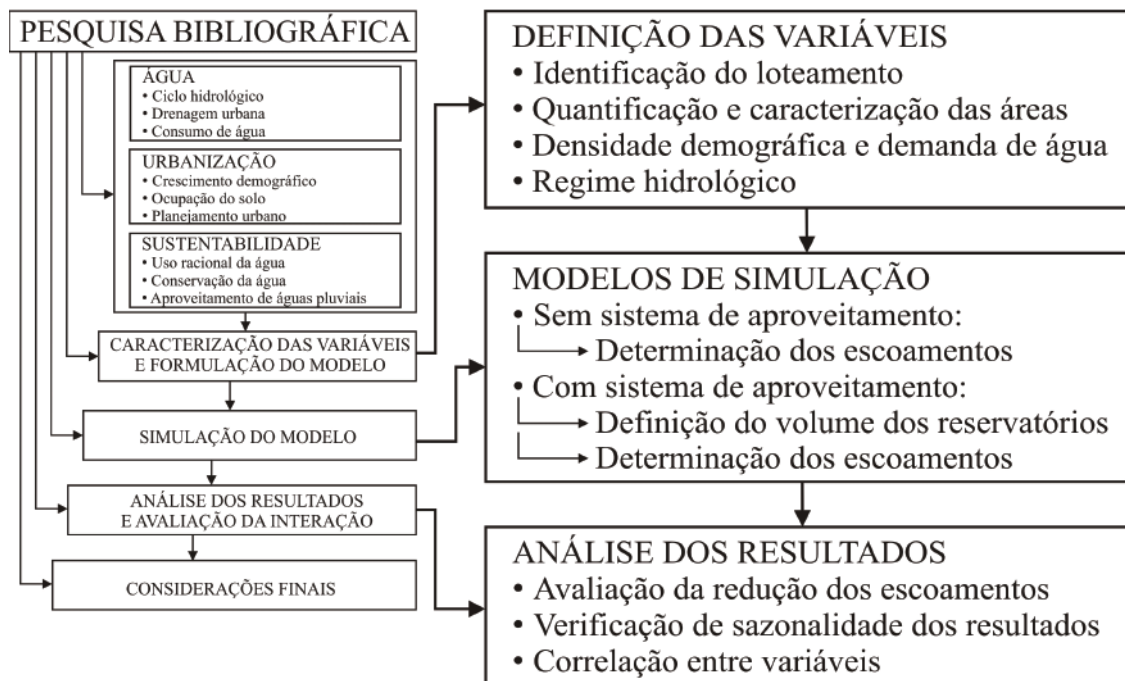 PESQUISA BIBLIOGRÁFICA
ÁGUA
• Ciclo hidrológico
• Drenagem urbana
• Consumo de água
URBANIZAÇÃO
• Crescimento demográfico
• Ocupação do solo
• Planejamento urbano
SUSTENTABILIDADE
• Uso racional da água
• Conservação da água
• Aproveitamento de águas pluviais
CARACTERIZAÇÃO DAS VARIÁVEIS
E FORMULAÇÃO DO MODELO
SIMULAÇÃO DO MODELO
ANÁLISE DOS RESULTADOS
E AVALIAÇÃO DA INTERAÇÃO
CONSIDERAÇÕES FINAIS
DEFINIÇÃO DAS VARIÁVEIS
• Identificação do loteamento
• Quantificação e caracterização das áreas
• Densidade demográfica e demanda de água
• Regime hidrológico
MODELOS DE SIMULAÇÃO
• Sem sistema de aproveitamento:
Determinação dos escoamentos
• Com sistema de aproveitamento:
Definição do volume dos reservatórios
Determinação dos escoamentos
ANÁLISE DOS RESULTADOS
• Avaliação da redução dos escoamentos
• Verificação de sazonalidade dos resultados
• Correlação entre variáveis